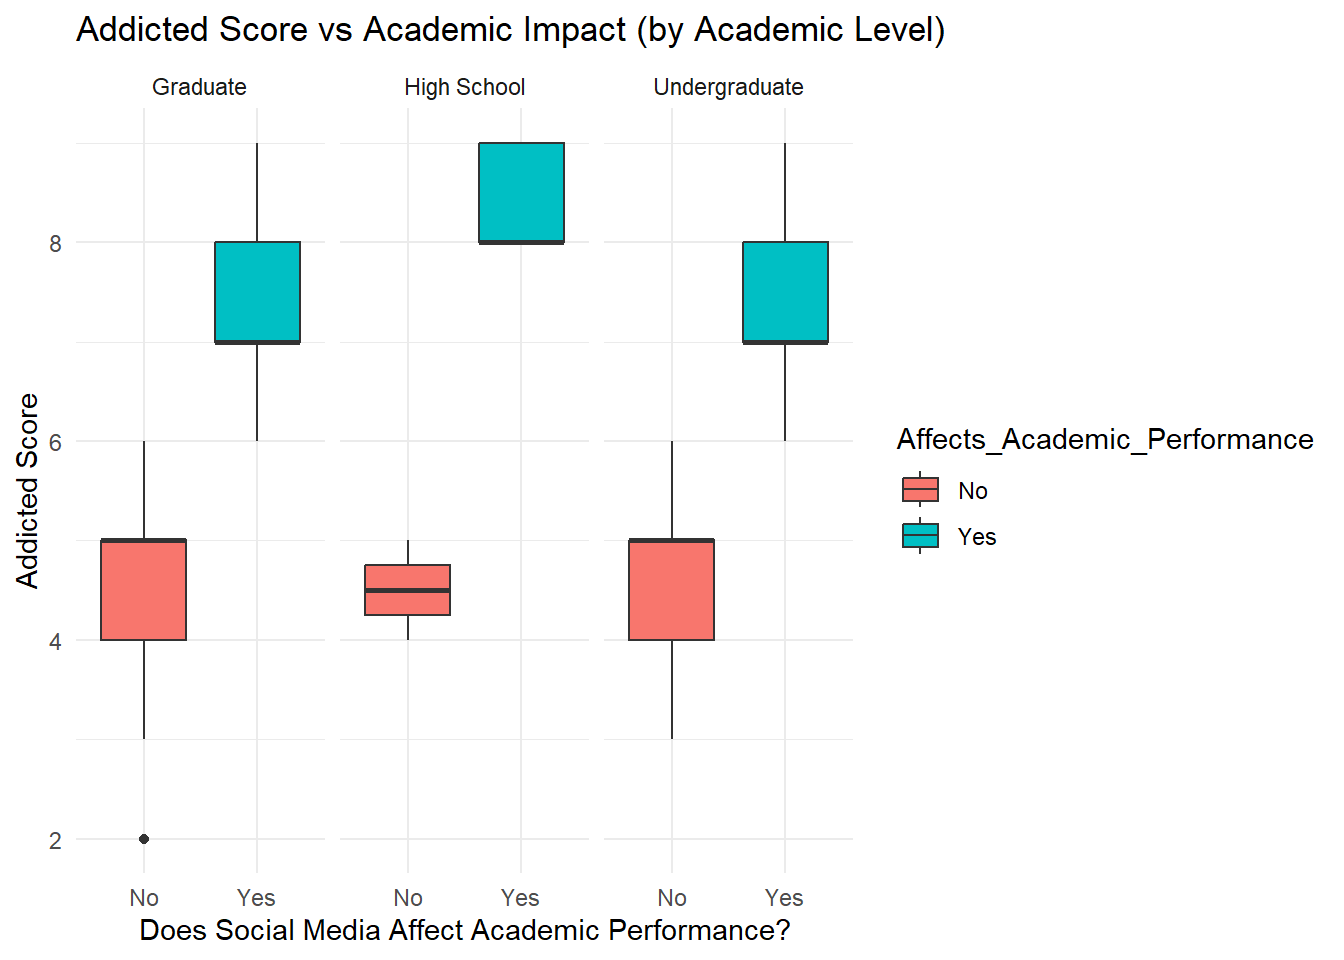 Addicted Score vs Academic Impact (by Academic Level)
Graduate
High School
Undergraduate
8
6
4
2
Addicted Score
No
Yes
No
Yes
No
Yes
Does Social Media Affect Academic Performance?
Affects_Academic_Performance
No
Yes